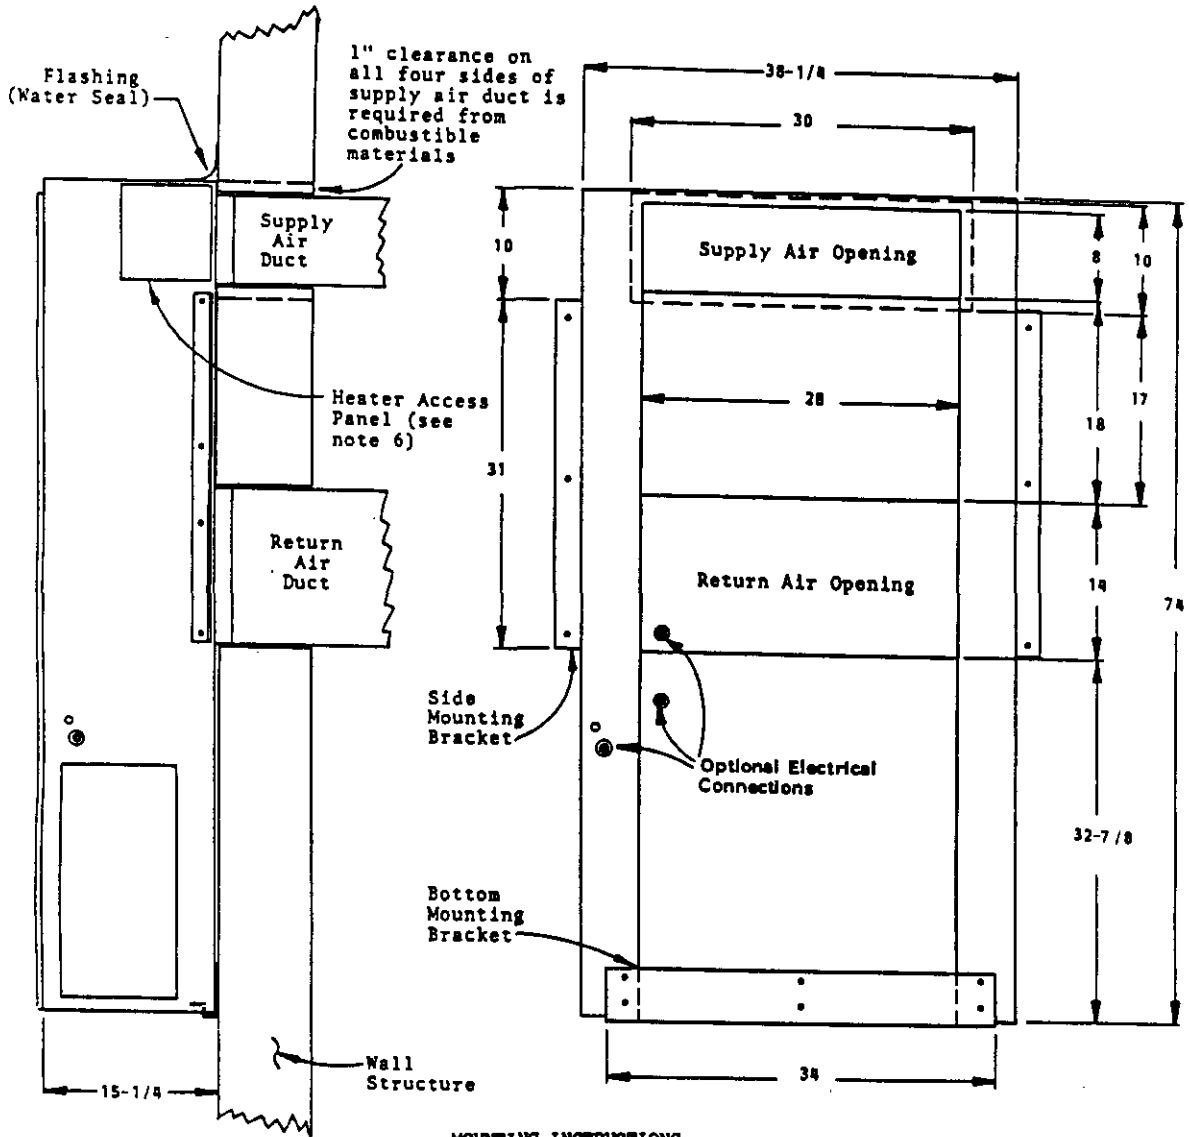 Flashing
(Water Seal)
1" clearance on
all four sides of
supply air duct is
required from
combustible
materials
38-1/4
30
Supply
Air
Duct
10
Supply Air Opening
8
10
Heater Access
Panel (see
note 6)
28
18
17
31
Return
Air
Duct
Return Air Opening
14
74
Side
Mounting
Bracket
Optional Electrical
Connections
32-7/8
Bottom
Mounting
Bracket
Wall
Structure
15-1/4
34
MOUNTING INSTRUCTIONS